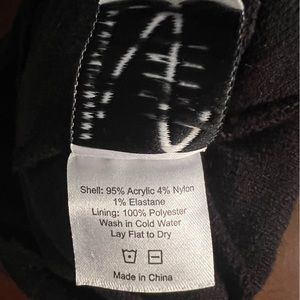 Shell: 95% Acrylic 4% Nylon
1% Elastane
Lining: 100% Polyester
Wash in Cold Water
Lay Flat to Dry
Made in China